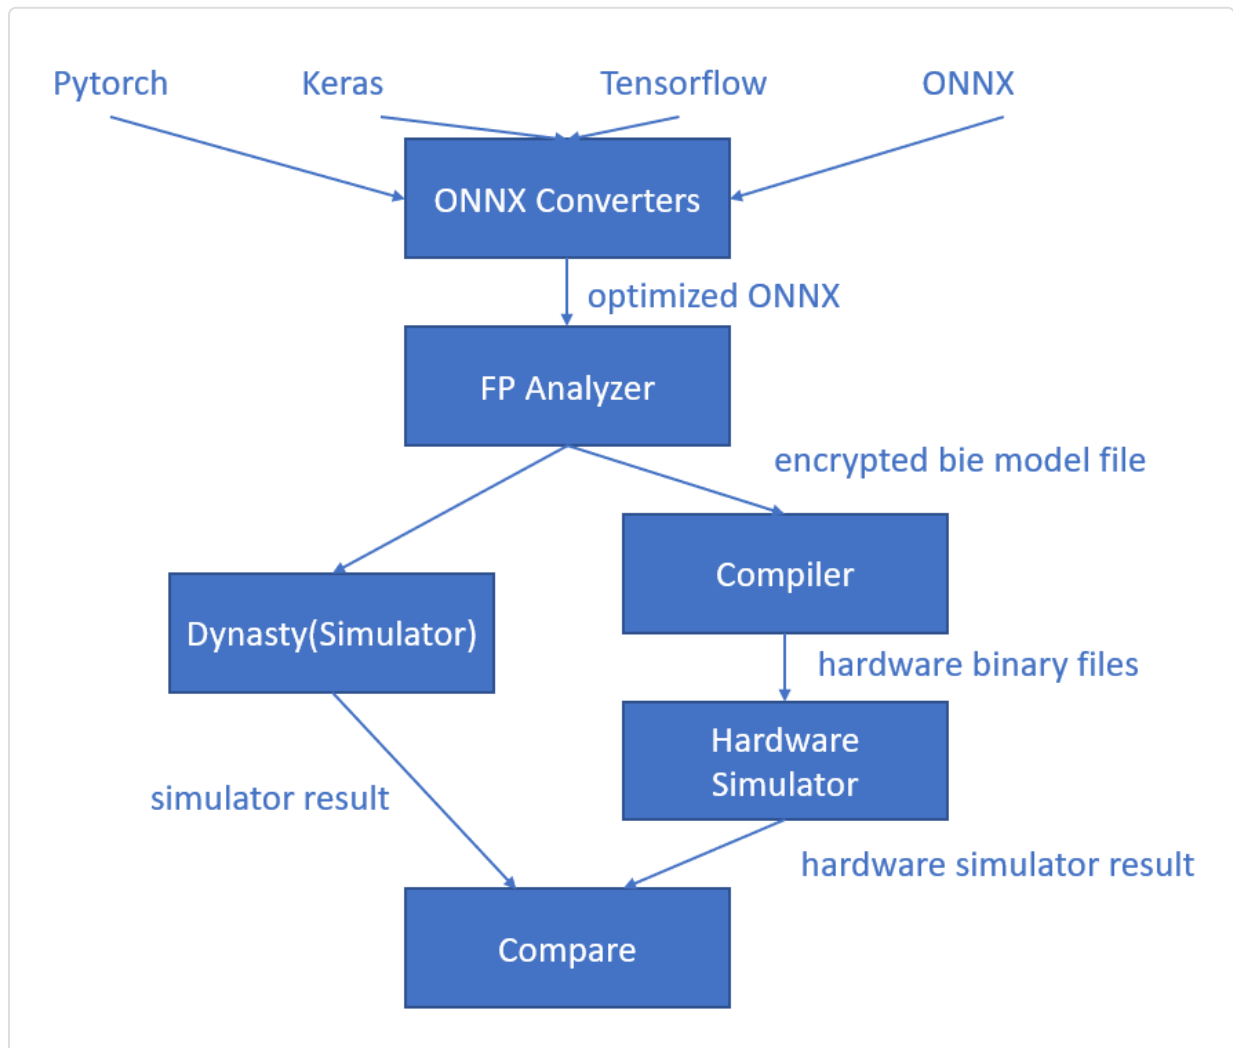 Pytorch
Keras
Tensorflow
ONNX
ONNX Converters
optimized ONNX
FP Analyzer
encrypted bie model file
Compiler
Dynasty(Simulator)
hardware binary files
Hardware
Simulator
simulator result
hardware simulator result
Compare